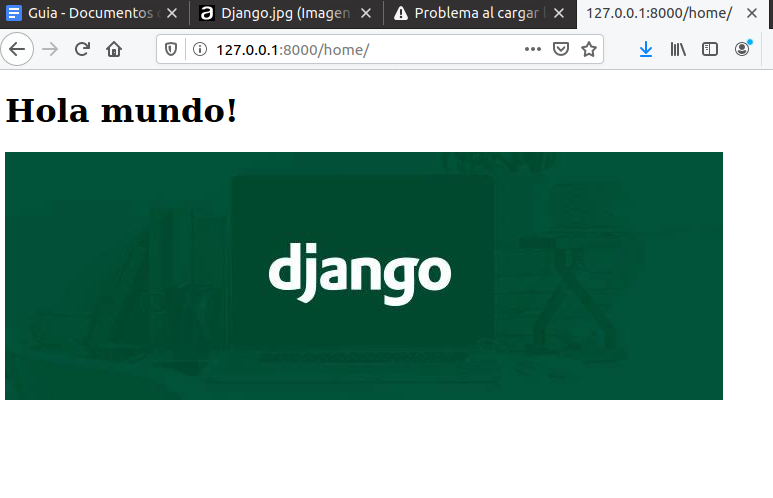 Guia - Documentos
Django.jpg (Imagen
Problema al cargar
127.0.0.1:8000/home/
127.0.0.1:8000/home/
Hola mundo!
django